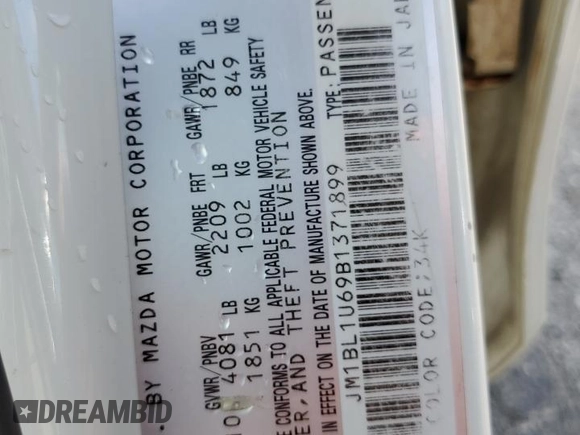 . BY MAZDA MOTOR CORPORATION
GVWR/PNBV GAWR/PNBE FRT GAWR/PNBE RR
4081 LB 2209 LB 1872 LB
1851 KG 1002 KG 849 KG
E CONFORMS TO ALL APPLICABLE FEDERAL MOTOR VEHICLE SAFETY
ER, AND THEFT PREVENTION
IN EFFECT ON THE DATE OF MANUFACTURE SHOWN ABOVE.
JM1BL1U69B1371899 TYPE: PASSEN
COLOR CODE:34K MADE IN JAP
DREAMBID